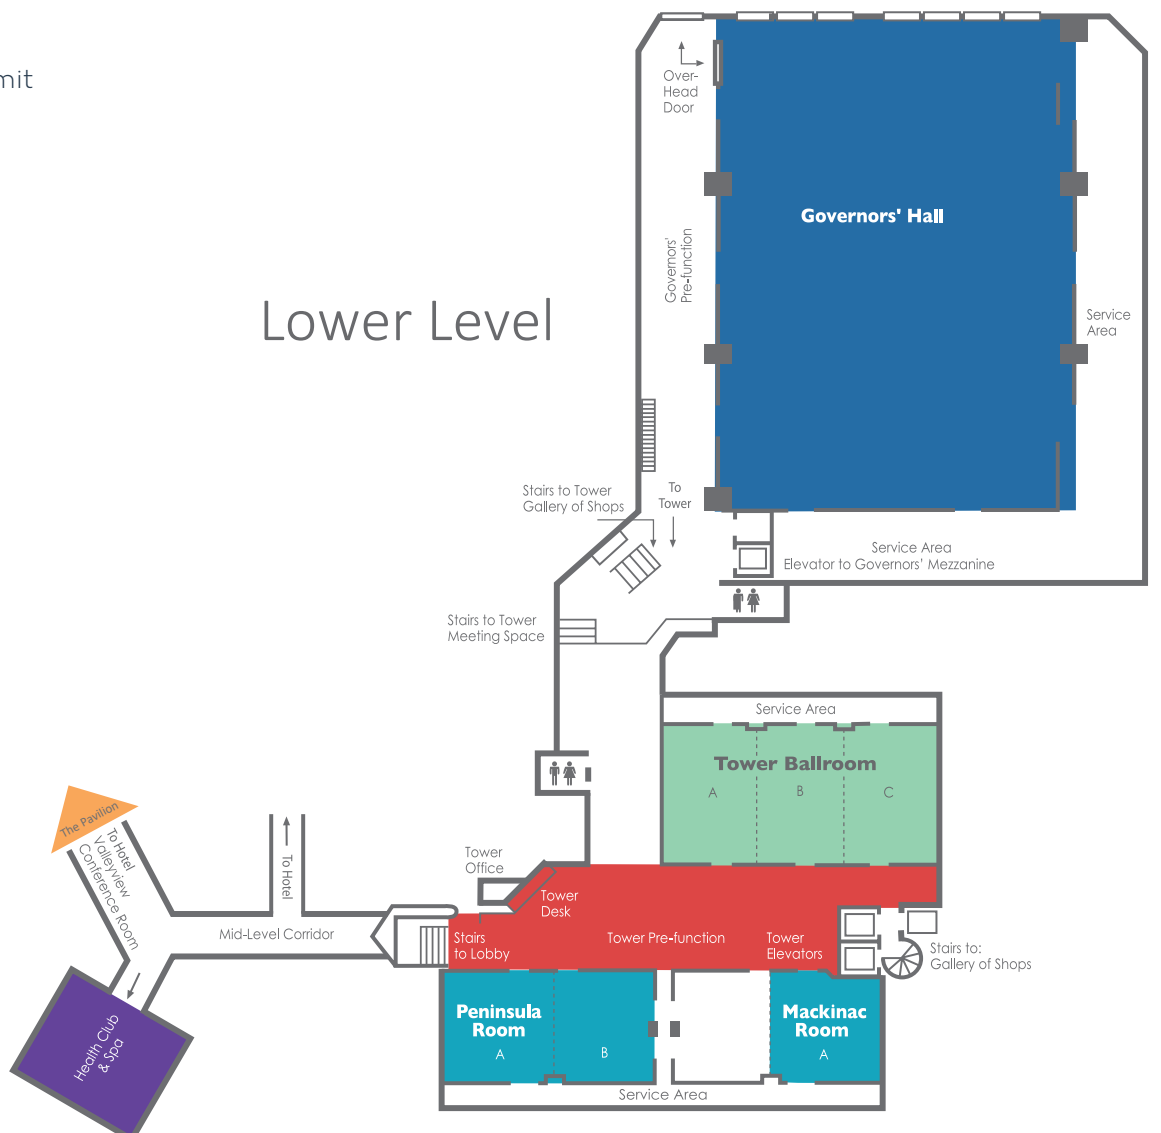 mit
Over-
Head
Door
Governors' Hall
Governors'
Pre-function
Lower Level
Service
Area
Stairs to Tower
Gallery of Shops
To
Tower
Service Area
Elevator to Governors' Mezzanine
Stairs to Tower
Meeting Space
Service Area
Tower Ballroom
A
B
C
The Pavilion
To Hotel
Valleyview
Conference Room
To Hotel
Tower
Office
Tower
Desk
Mid-Level Corridor
Stairs
to Lobby
Tower Pre-function
Tower
Elevators
Stairs to:
Gallery of Shops
Peninsula
Room
A
B
Mackinac
Room
A
Health Club
& Spa
Service Area